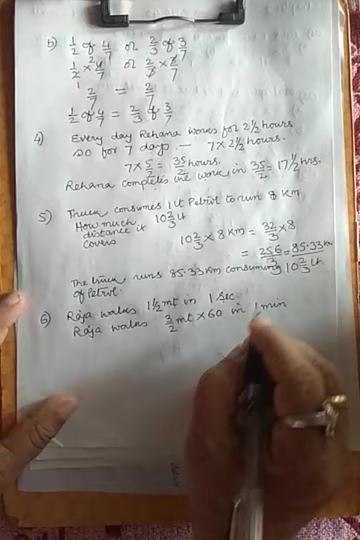 b) 1/2 of 4/7 or 2/3 of 3/7
1/2 × 4/7 or 2/3 × 3/7
2/7 = 2/7
1/2 of 4/7 = 2/3 of 3/7
4) Every day Rehana works for 2 1/2 hours.
So for 7 days — 7 × 2 1/2 hours.
7 × 5/2 = 35/2 hours.
Rehana completes the work in 35/2 = 17 1/2 hrs.
5) Truck consumes 1 lt Petrol to run 8 km
How much distance it covers 10 2/3 lt
10 2/3 × 8 km = 32/3 × 8
= 256/3 = 85.33 km
The truck runs 85.33 km consuming 10 2/3 lt
of Petrol.
6) Raja walks 1 1/2 mt in 1 sec.
Raja walks 3/2 mt × 60 in 1 min